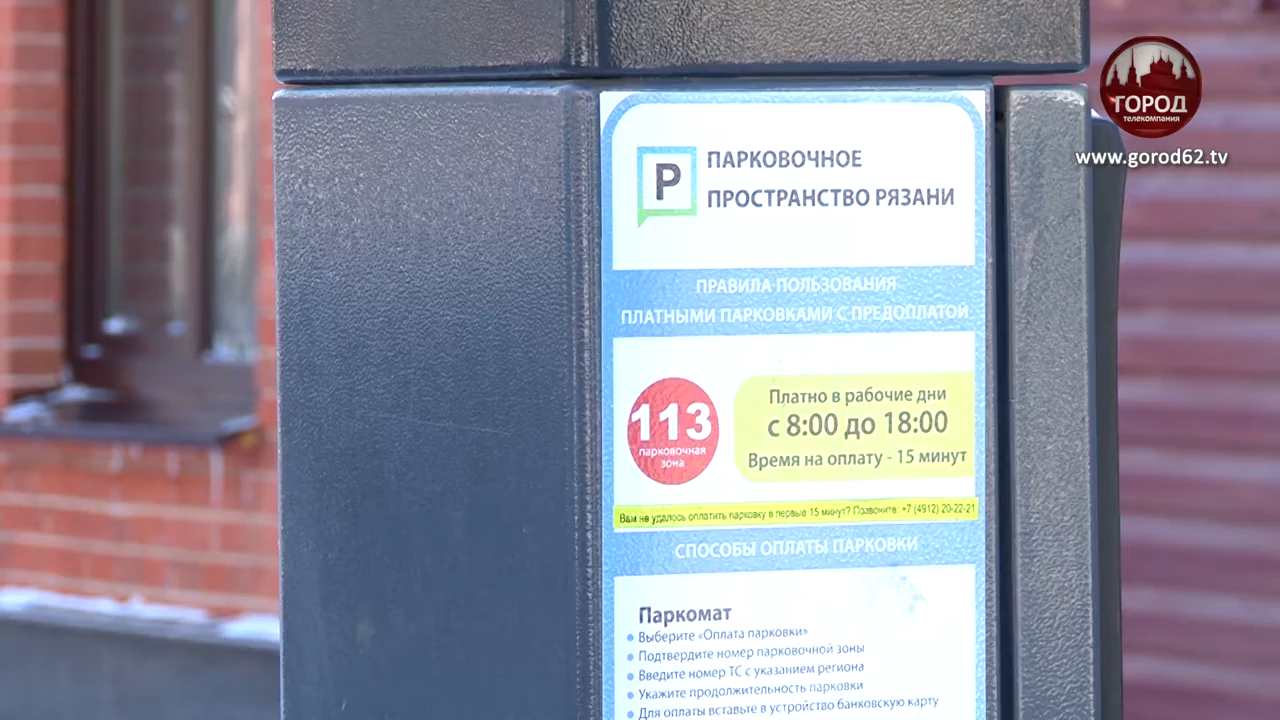 ГОРОД
телекомпания
www.gorod62.tv
P
ПАРКОВОЧНОЕ
ПРОСТРАНСТВО РЯЗАНИ
ПРАВИЛА ПОЛЬЗОВАНИЯ
ПЛАТНЫМИ ПАРКОВКАМИ С ПРЕДОПЛАТОЙ
113
парковочная
зона
Платно в рабочие дни
с 8:00 до 18:00
Время на оплату - 15 минут
Вам не удалось оплатить парковку в первые 15 минут? Позвоните: +7 (4912) 20-22-21
СПОСОБЫ ОПЛАТЫ ПАРКОВКИ
Паркомат
• Выберите «Оплата парковки»
• Подтвердите номер парковочной зоны
• Введите номер ТС с указанием региона
• Укажите продолжительность парковки
• Для оплаты вставьте в устройство банковскую карту